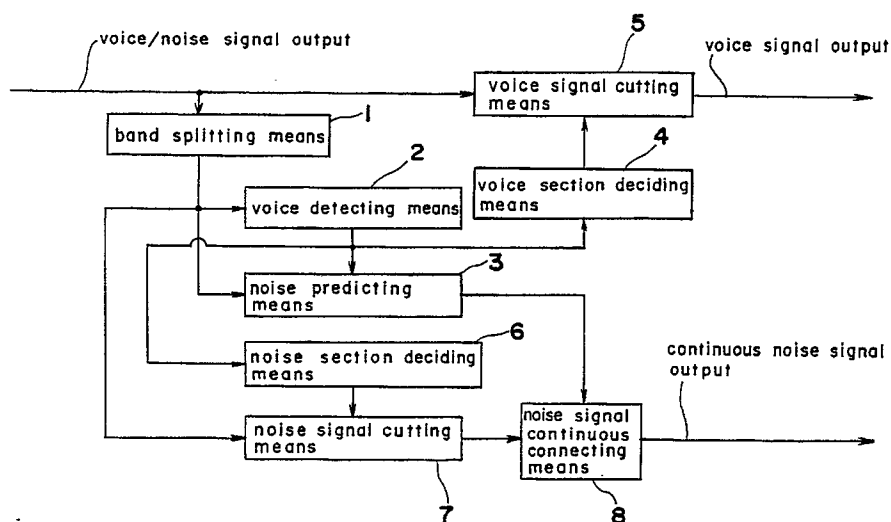 voice/noise signal output
5
voice signal output
voice signal cutting
means
1
band splitting means
2
4
voice detecting means
voice section deciding
means
3
noise predicting
means
6
noise section deciding
means
continuous noise signal
output
noise signal cutting
means
noise signal
continuous
connecting
means
7
8